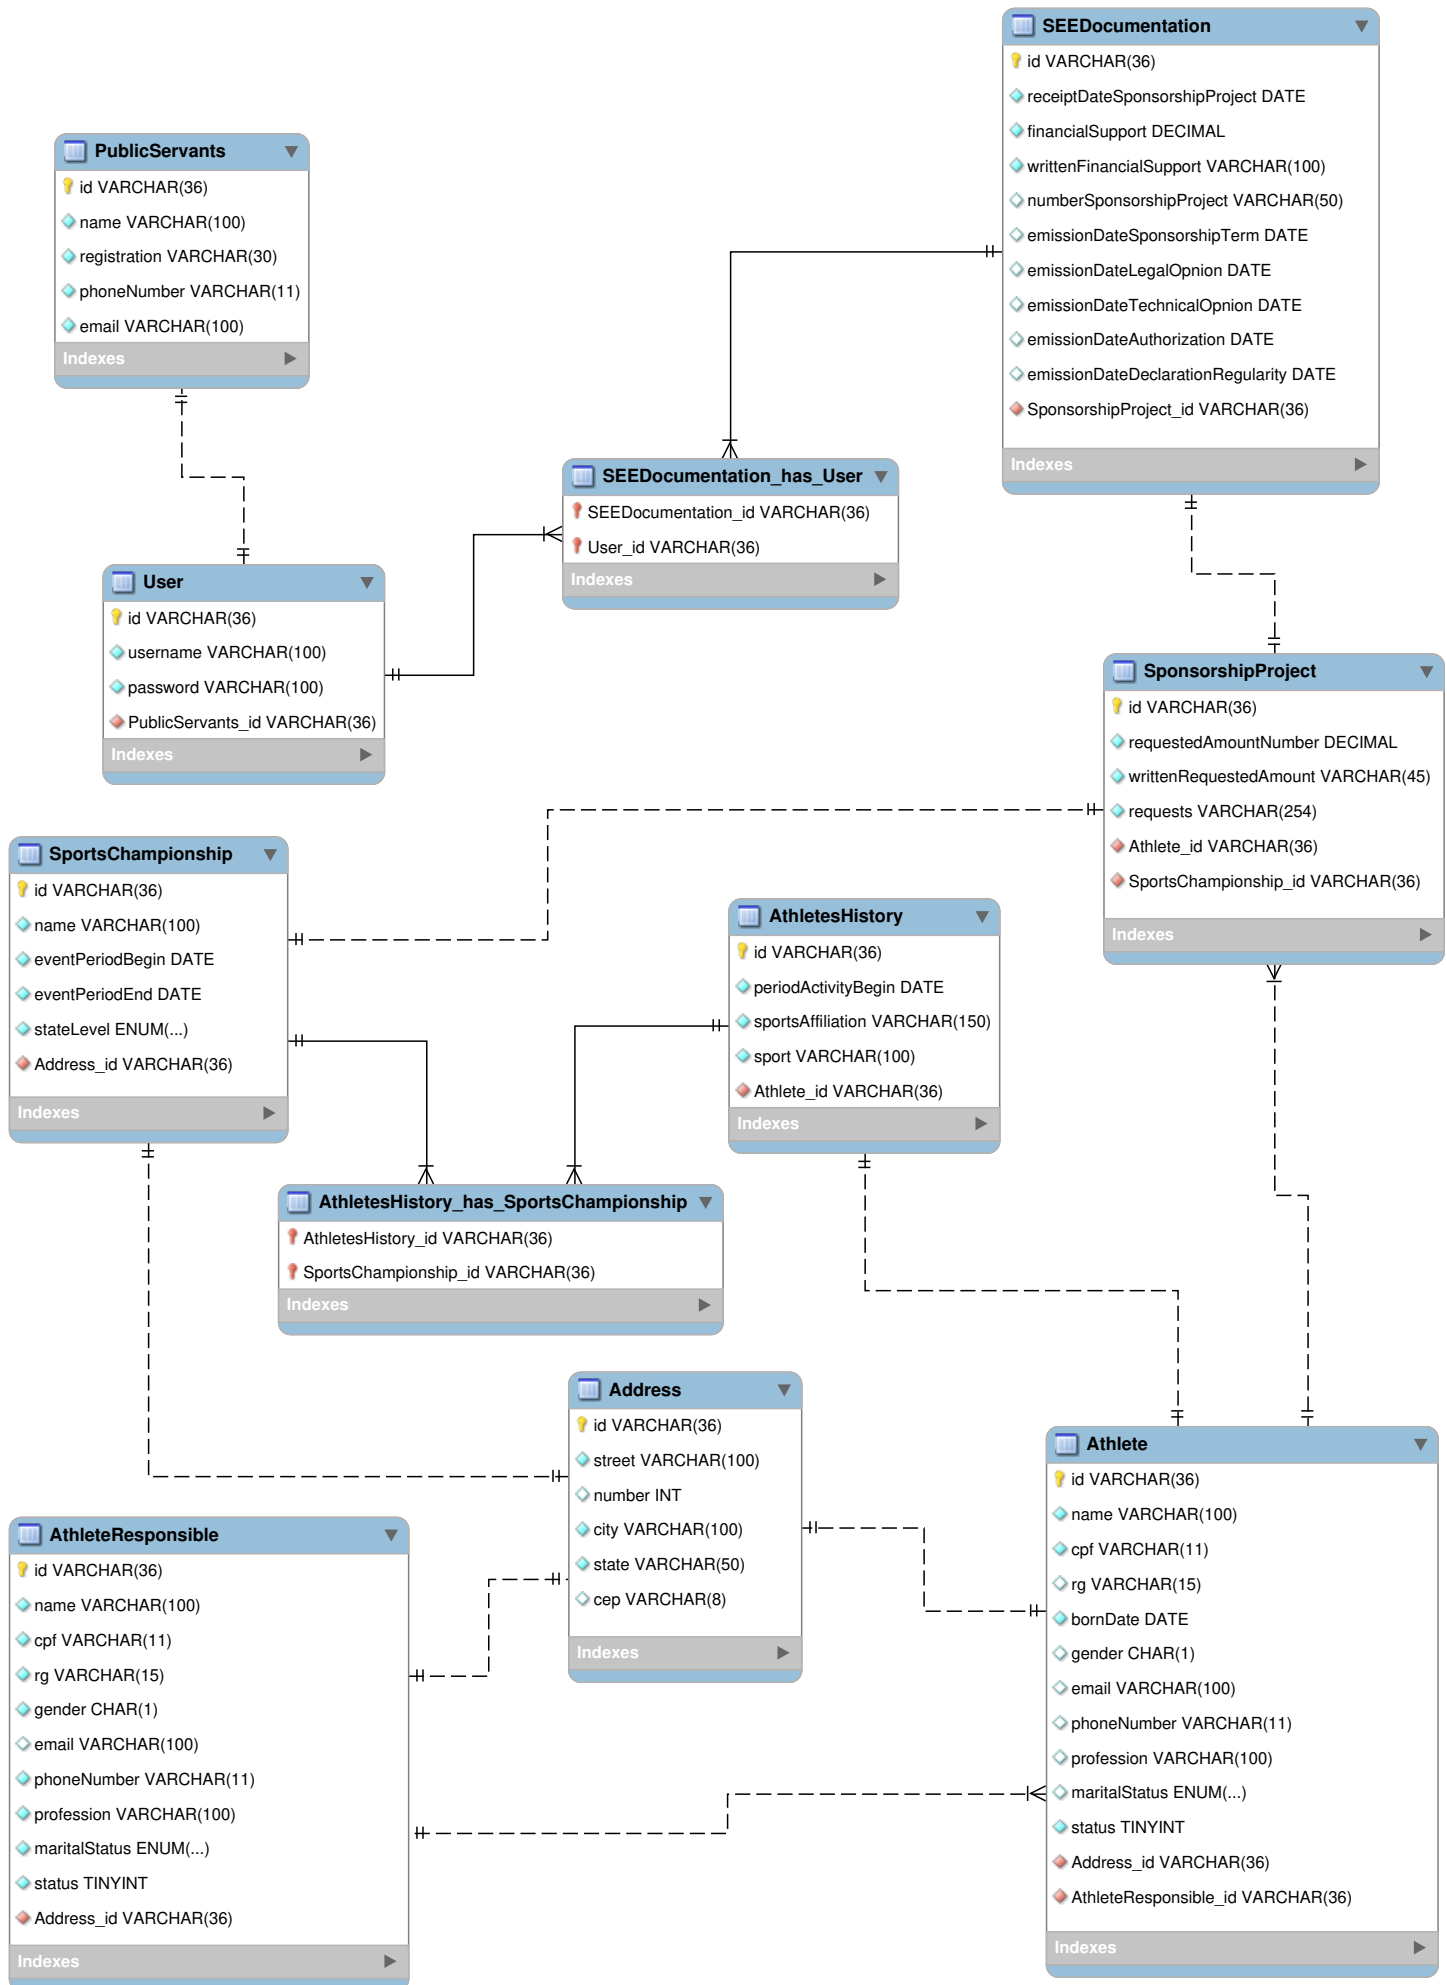 SEEDocumentation
id VARCHAR(36)
receiptDateSponsorshipProject DATE
financialSupport DECIMAL
writtenFinancialSupport VARCHAR(100)
numberSponsorshipProject VARCHAR(50)
emissionDateSponsorshipTerm DATE
emissionDateLegalOpnion DATE
emissionDateTechnicalOpnion DATE
emissionDateAuthorization DATE
emissionDateDeclarationRegularity DATE
SponsorshipProject_id VARCHAR(36)
Indexes
PublicServants
id VARCHAR(36)
name VARCHAR(100)
registration VARCHAR(30)
phoneNumber VARCHAR(11)
email VARCHAR(100)
Indexes
SEEDocumentation_has_User
SEEDocumentation_id VARCHAR(36)
User_id VARCHAR(36)
Indexes
User
id VARCHAR(36)
username VARCHAR(100)
password VARCHAR(100)
PublicServants_id VARCHAR(36)
Indexes
SponsorshipProject
id VARCHAR(36)
requestedAmountNumber DECIMAL
writtenRequestedAmount VARCHAR(45)
requests VARCHAR(254)
Athlete_id VARCHAR(36)
SportsChampionship_id VARCHAR(36)
Indexes
SportsChampionship
id VARCHAR(36)
name VARCHAR(100)
eventPeriodBegin DATE
eventPeriodEnd DATE
stateLevel ENUM(...)
Address_id VARCHAR(36)
Indexes
AthletesHistory
id VARCHAR(36)
periodActivityBegin DATE
sportsAffiliation VARCHAR(150)
sport VARCHAR(100)
Athlete_id VARCHAR(36)
Indexes
AthletesHistory_has_SportsChampionship
AthletesHistory_id VARCHAR(36)
SportsChampionship_id VARCHAR(36)
Indexes
Address
id VARCHAR(36)
street VARCHAR(100)
number INT
city VARCHAR(100)
state VARCHAR(50)
cep VARCHAR(8)
Indexes
Athlete
id VARCHAR(36)
name VARCHAR(100)
cpf VARCHAR(11)
rg VARCHAR(15)
bornDate DATE
gender CHAR(1)
email VARCHAR(100)
phoneNumber VARCHAR(11)
profession VARCHAR(100)
maritalStatus ENUM(...)
status TINYINT
Address_id VARCHAR(36)
AthleteResponsible_id VARCHAR(36)
Indexes
AthleteResponsible
id VARCHAR(36)
name VARCHAR(100)
cpf VARCHAR(11)
rg VARCHAR(15)
gender CHAR(1)
email VARCHAR(100)
phoneNumber VARCHAR(11)
profession VARCHAR(100)
maritalStatus ENUM(...)
status TINYINT
Address_id VARCHAR(36)
Indexes